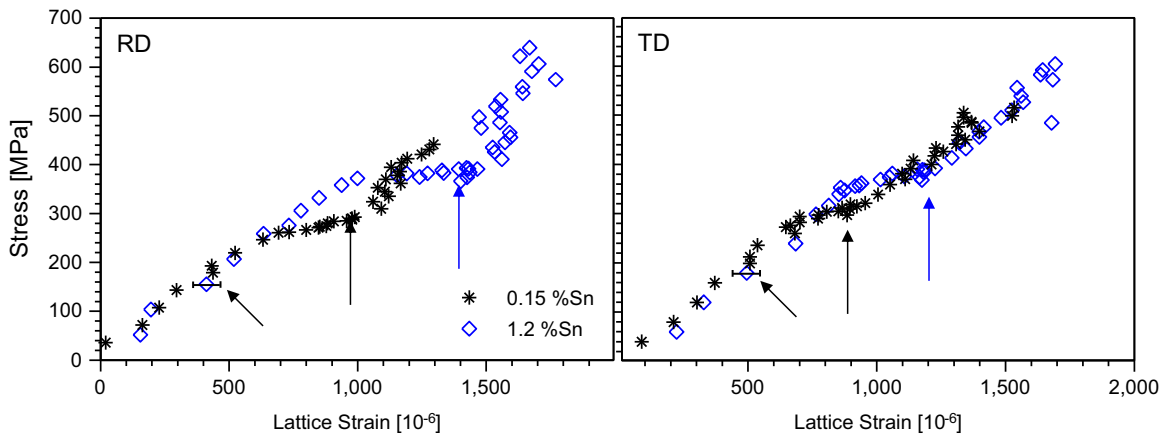 700
600
500
400
300
200
100
0
Stress [MPa]
RD
0.15 %Sn
1.2 %Sn
0 500 1,000 1,500
Lattice Strain [10⁻⁶]
TD
500 1,000 1,500 2,000
Lattice Strain [10⁻⁶]